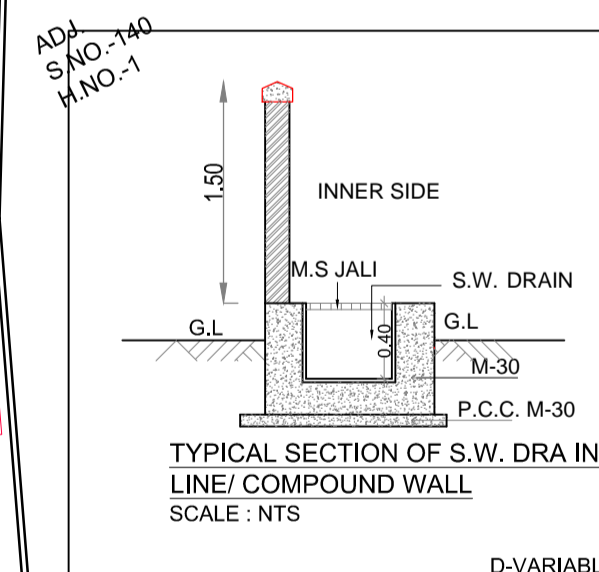 ADJ.
S.NO.-140
H.NO.-1
1.50
INNER SIDE
M.S JALI
S.W. DRAIN
G.L
0.40
G.L
M-30
P.C.C. M-30
TYPICAL SECTION OF S.W. DRA IN
LINE/ COMPOUND WALL
SCALE : NTS